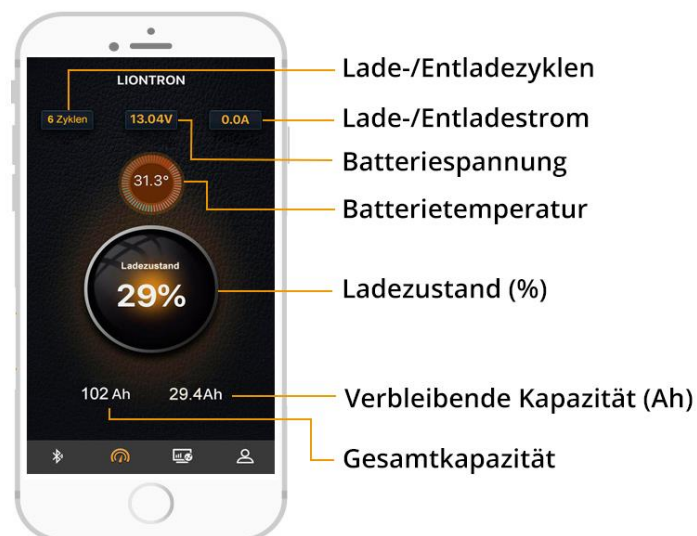 LIONTRON
6 Zyklen
13.04V
0.0A
31.3°
Ladezustand
29%
102 Ah
29.4Ah
Lade-/Entladezyklen
Lade-/Entladestrom
Batteriespannung
Batterietemperatur
Ladezustand (%)
Verbleibende Kapazität (Ah)
Gesamtkapazität